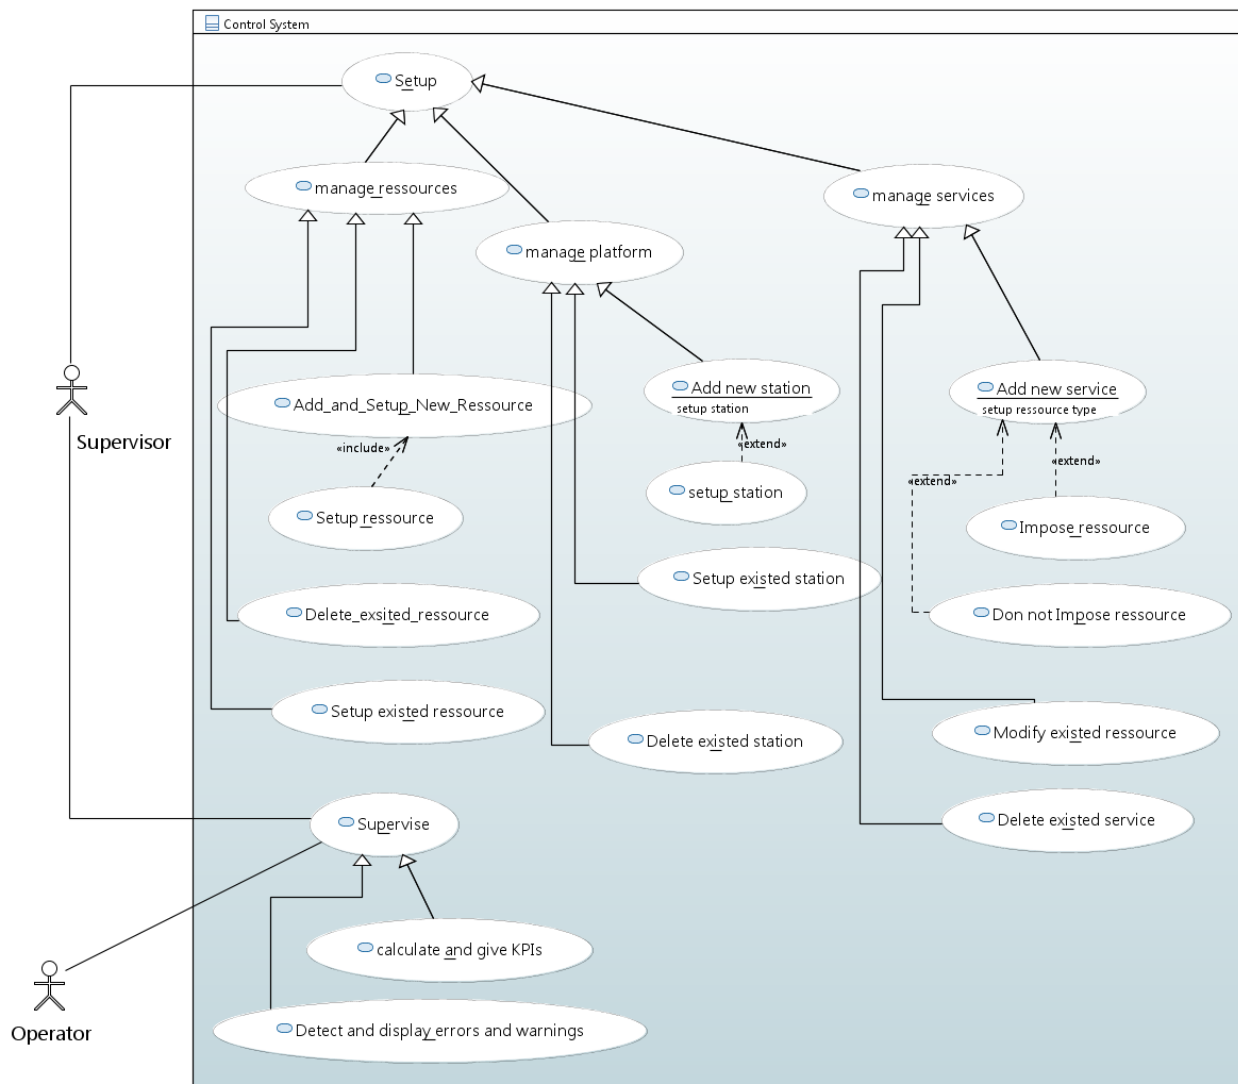 Control System
Setup
manage ressources
manage services
manage platform
Add new station
setup station
Add new service
setup ressource type
Add_and_Setup_New_Ressource
Supervisor
«include»
«extend»
«extend»
«extend»
setup station
Setup ressource
Impose ressource
Setup existed station
Delete_exsited_ressource
Don not Impose ressource
Setup existed ressource
Modify existed ressource
Delete existed station
Supervise
Delete existed service
calculate and give KPIs
Operator
Detect and display errors and warnings